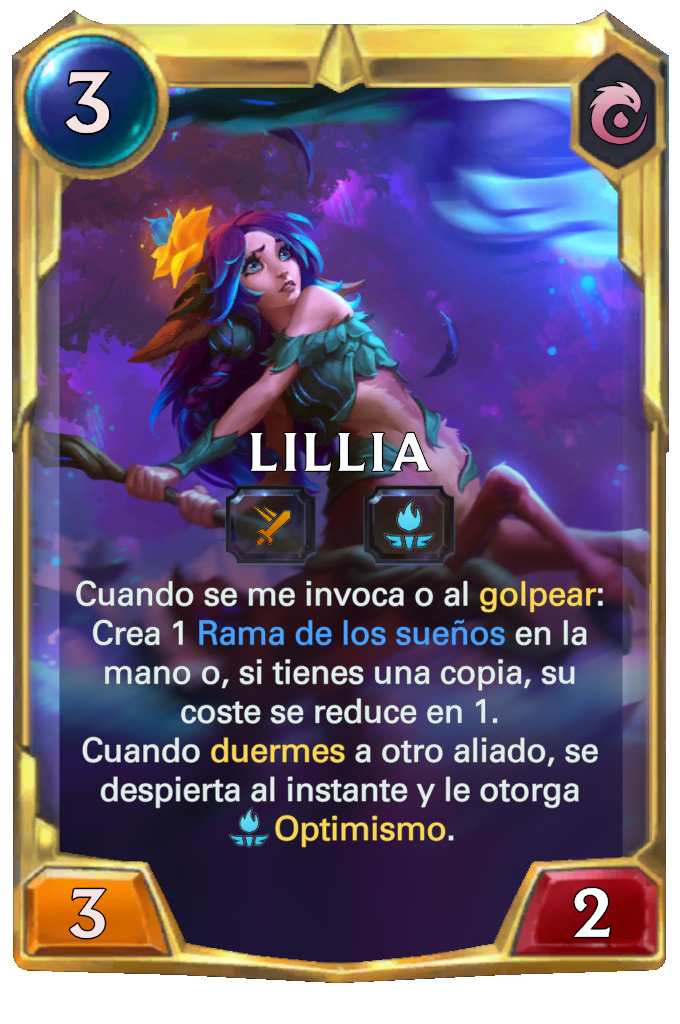 3
LILLIA
Cuando se me invoca o al golpear:
Crea 1 Rama de los sueños en la
mano o, si tienes una copia, su
coste se reduce en 1.
Cuando duermes a otro aliado, se
despierta al instante y le otorga
Optimismo.
3
2